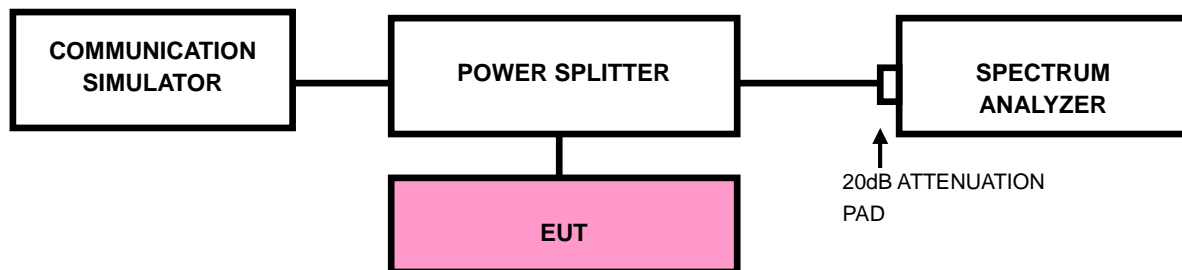 COMMUNICATION
SIMULATOR
POWER SPLITTER
SPECTRUM
ANALYZER
20dB ATTENUATION
PAD
EUT